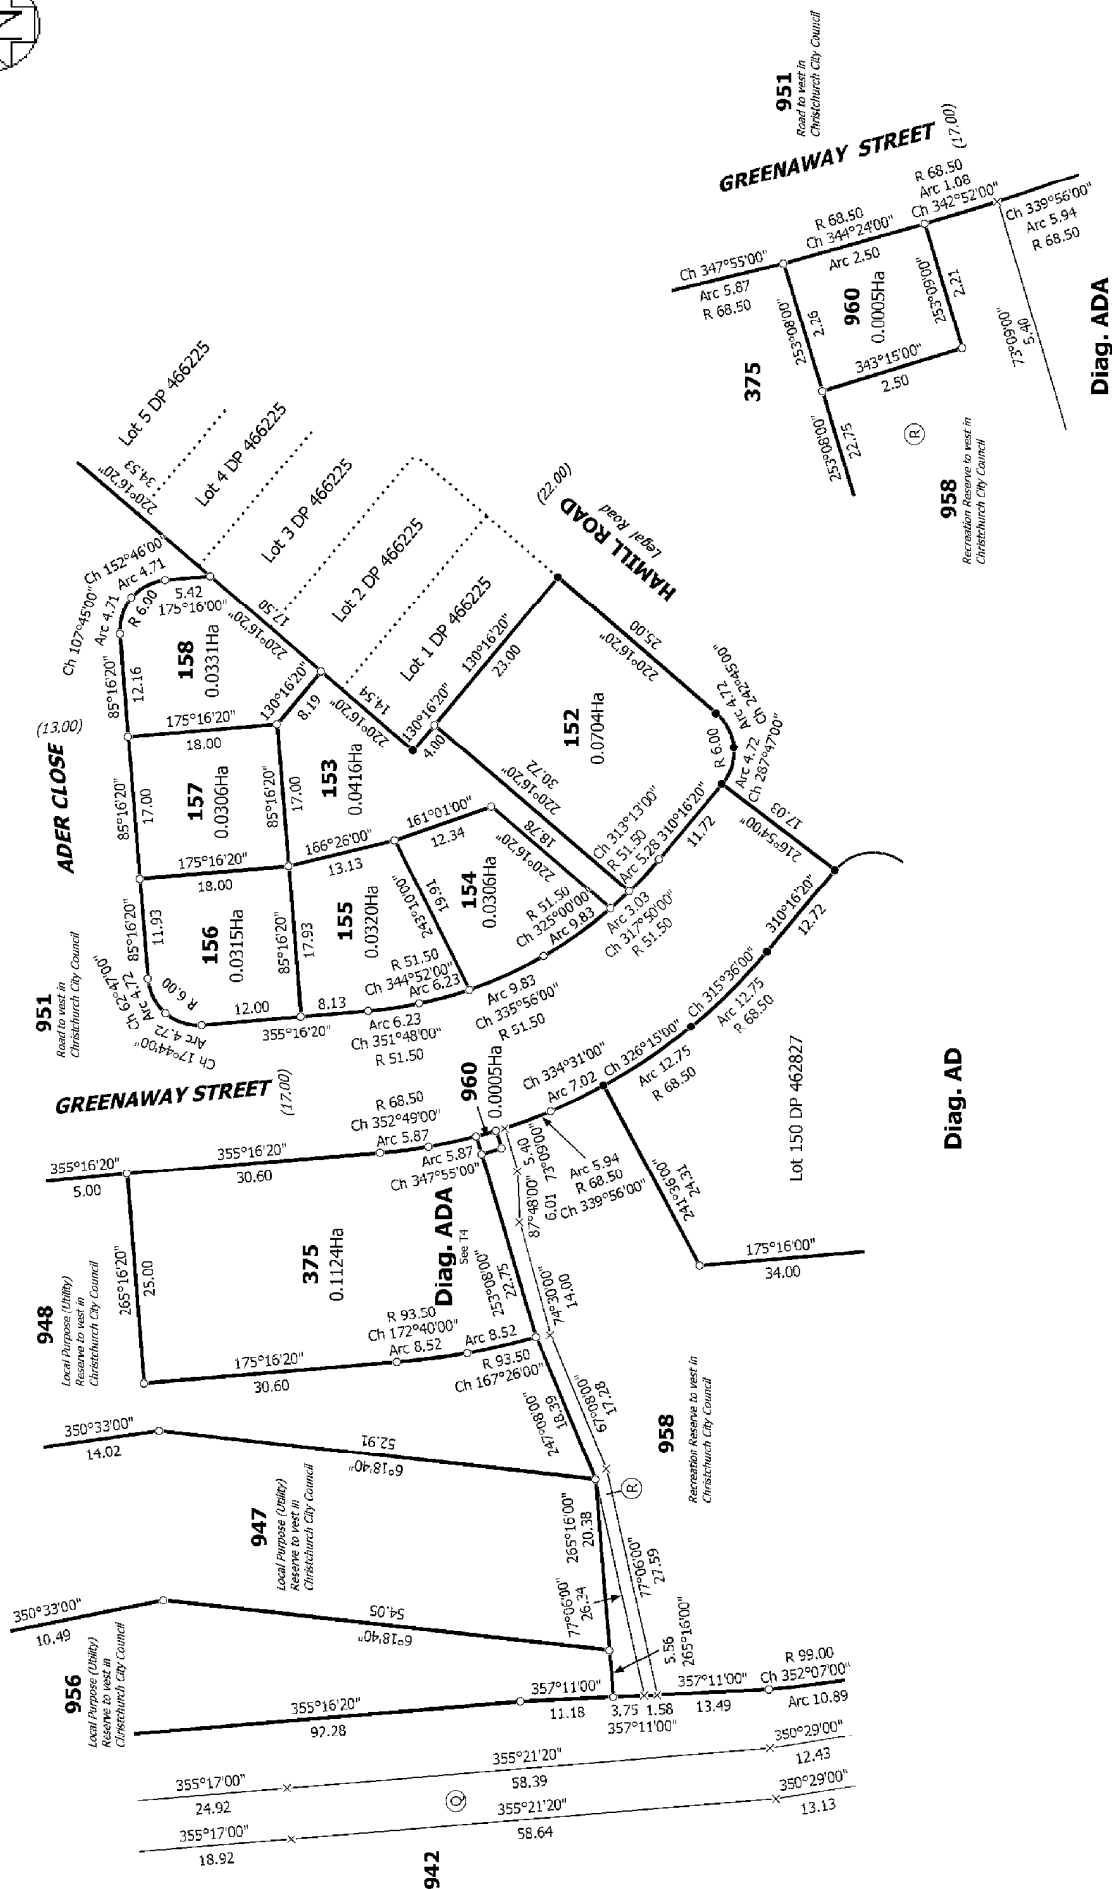 N
951
Road to vest in
Christchurch City Council
GREENAWAY STREET
(17.00)
R 68.50
Arc 1.08
Ch 342°52'00"
Ch 339°56'00"
Arc 5.94
R 68.50
R 68.50
Ch 344°24'00"
Arc 2.50
Ch 347°55'00"
Arc 5.87
R 68.50
253°08'00"
2.26
960
0.0005Ha
253°09'00"
2.21
343°15'00"
2.50
73°09'00"
5.40
375
253°08'00"
22.75
R
958
Recreation Reserve to vest in
Christchurch City Council
Diag. ADA
Lot 5 DP 466225
220°16'20"
34.53
Lot 4 DP 466225
Lot 3 DP 466225
17.50
220°16'20"
Lot 2 DP 466225
Lot 1 DP 466225
14.54
220°16'20"
(22.00)
HAMILL ROAD
Legal Road
Ch 152°46'00"
Arc 4.71
Ch 107°45'00"
Arc 4.71
R 6.00
5.42
175°16'00"
158
0.0331Ha
85°16'20"
12.16
175°16'20"
18.00
130°16'20"
8.19
ADER CLOSE
(13.00)
157
0.0306Ha
85°16'20"
17.00
85°16'20"
17.00
175°16'20"
18.00
153
0.0416Ha
130°16'20"
4.00
130°16'20"
23.00
220°16'20"
25.00
152
0.0704Ha
220°16'20"
30.72
R 6.00
Arc 4.72
Ch 242°45'00"
Arc 4.72
Ch 287°47'00"
310°16'20"
11.72
Ch 313°13'00"
R 51.50
Arc 5.28
216°54'00"
17.03
161°01'00"
12.34
166°26'00"
13.13
220°16'20"
18.78
154
0.0306Ha
243°10'00"
19.91
155
0.0320Ha
85°16'20"
17.93
156
0.0315Ha
85°16'20"
11.93
Ch 62°47'00"
Arc 4.72
R 6.00
Arc 4.72
Ch 17°44'00"
12.00
355°16'20"
8.13
R 51.50
Ch 344°52'00"
Arc 6.23
Arc 6.23
Ch 351°48'00"
R 51.50
R 51.50
Ch 325°00'00"
Arc 9.83
Arc 3.03
Ch 317°50'00"
R 51.50
Arc 9.83
Ch 335°56'00"
R 51.50
951
Road to vest in
Christchurch City Council
GREENAWAY STREET
(17.00)
310°16'20"
12.72
Ch 315°36'00"
Arc 12.75
R 68.50
Ch 326°15'00"
Arc 12.75
R 68.50
Ch 334°31'00"
Arc 7.02
960
0.0005Ha
R 68.50
Ch 352°49'00"
Arc 5.87
Arc 5.87
Ch 347°55'00"
355°16'20"
5.00
355°16'20"
30.60
Arc 5.94
R 68.50
Ch 339°56'00"
73°09'00"
5.40
87°48'00"
6.01
241°36'00"
24.31
Lot 150 DP 462827
175°16'00"
34.00
Diag. AD
948
Local Purpose (Utility)
Reserve to vest in
Christchurch City Council
265°16'20"
25.00
375
0.1124Ha
Diag. ADA
See T4
253°08'00"
22.75
74°30'00"
14.00
R 93.50
Ch 172°40'00"
Arc 8.52
Arc 8.52
R 93.50
Ch 167°26'00"
175°16'20"
30.60
247°08'00"
18.39
67°08'00"
17.28
958
Recreation Reserve to vest in
Christchurch City Council
350°33'00"
14.02
52.91
6°18'40"
947
Local Purpose (Utility)
Reserve to vest in
Christchurch City Council
R
265°16'00"
20.38
77°06'00"
26.34
77°06'00"
27.59
5.56
265°16'00"
350°33'00"
10.49
54.05
6°18'40"
956
Local Purpose (Utility)
Reserve to vest in
Christchurch City Council
355°16'20"
92.28
357°11'00"
11.18
3.75
1.58
357°11'00"
357°11'00"
13.49
R 99.00
Ch 352°07'00"
Arc 10.89
355°17'00"
24.92
355°21'20"
58.39
350°29'00"
12.43
Q
355°17'00"
18.92
355°21'20"
58.64
350°29'00"
13.13
942